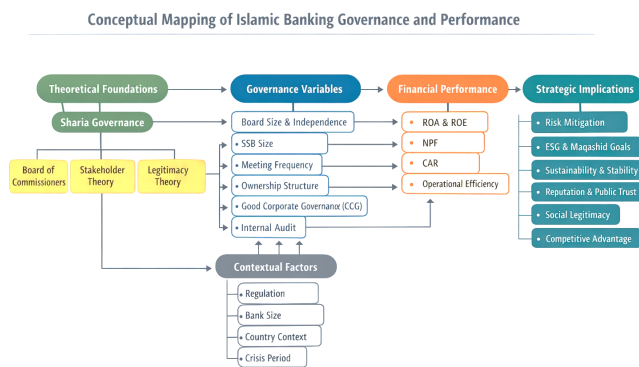 Conceptual Mapping of Islamic Banking Governance and Performance
Theoretical Foundations
Governance Variables
Financial Performance
Strategic Implications
Sharia Governance
Board of
Commissioners
Stakeholder
Theory
Legitimacy
Theory
Board Size & Independence
• SSB Size
• Meeting Frequency
• Ownership Structure
• Good Corporate Governance (CCG)
• Internal Audit
• ROA & ROE
• NPF
• CAR
• Operational Efficiency
• Risk Mitigation
• ESG & Maqashid Goals
• Sustainability & Stability
• Reputation & Public Trust
• Social Legitimacy
• Competitive Advantage
Contextual Factors
• Regulation
• Bank Size
• Country Context
• Crisis Period